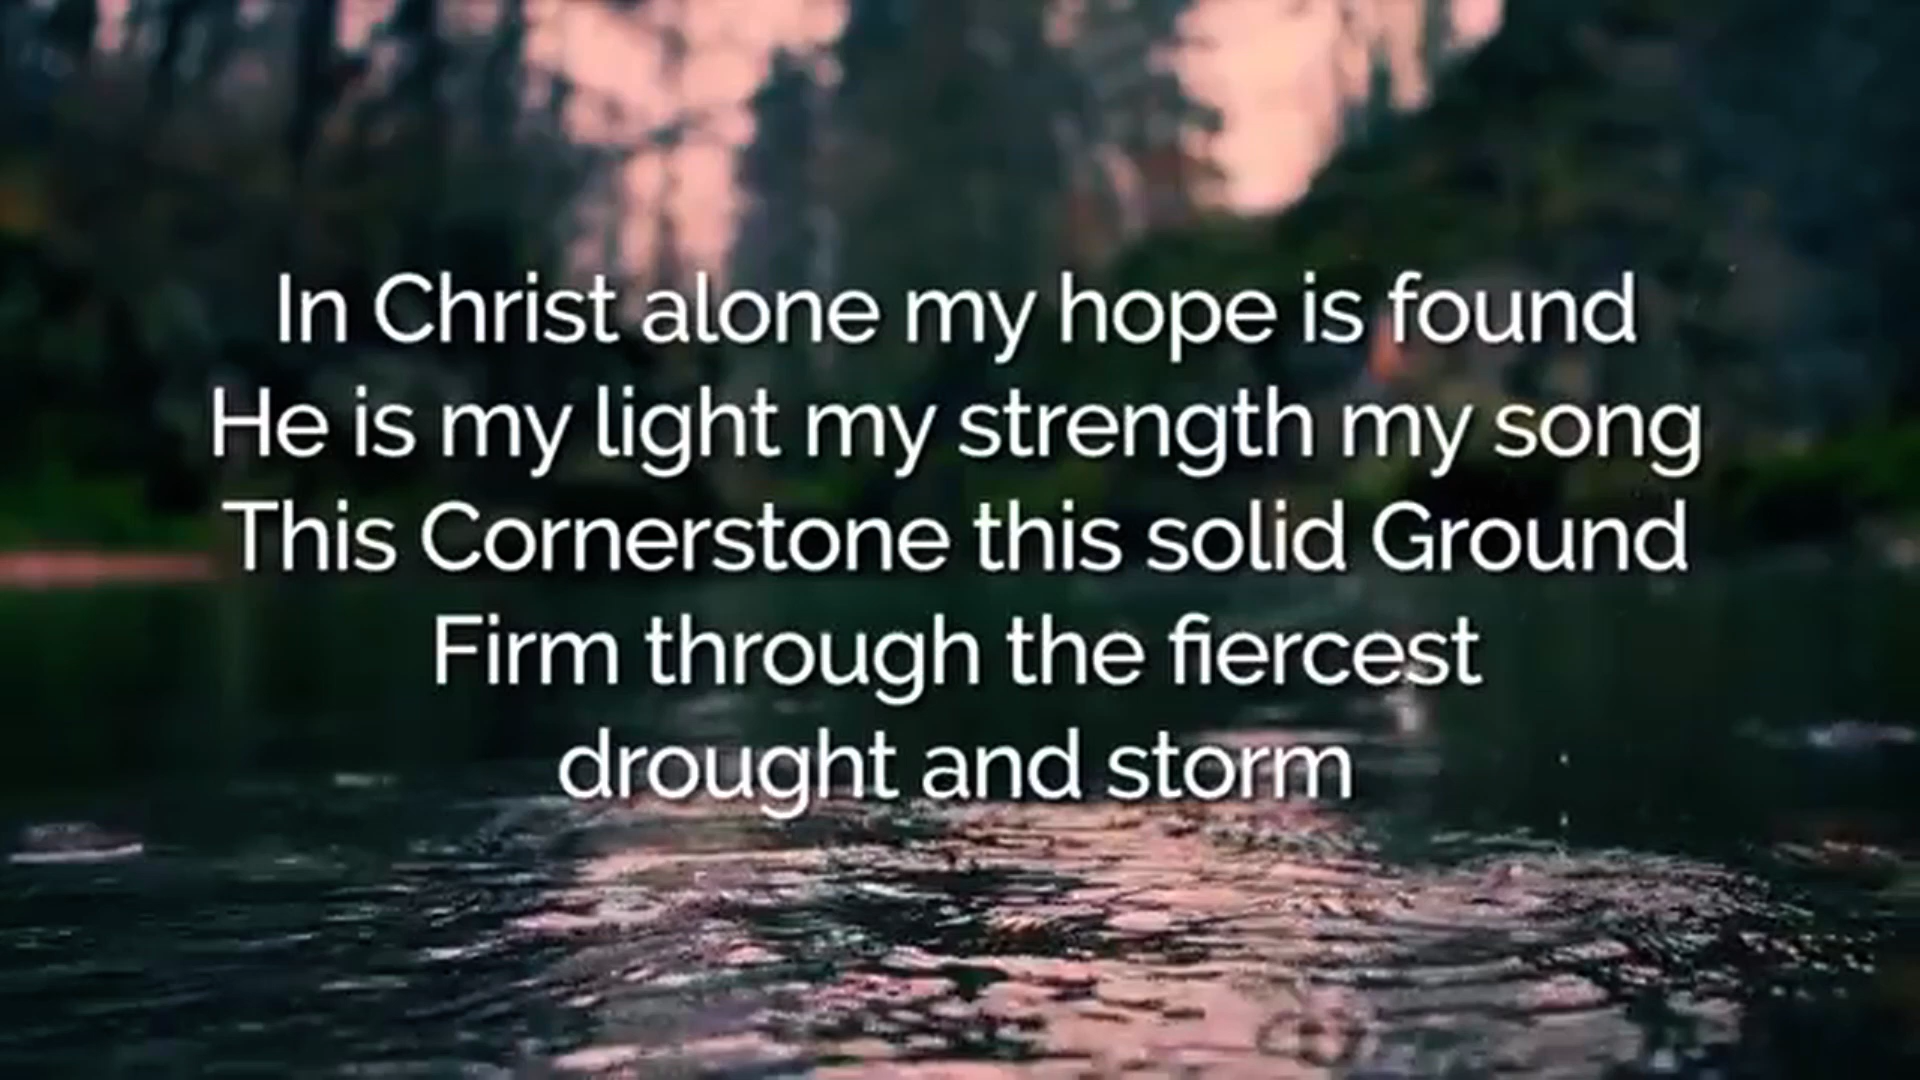 In Christ alone my hope is found
He is my light my strength my song
This Cornerstone this solid Ground
Firm through the fiercest
drought and storm